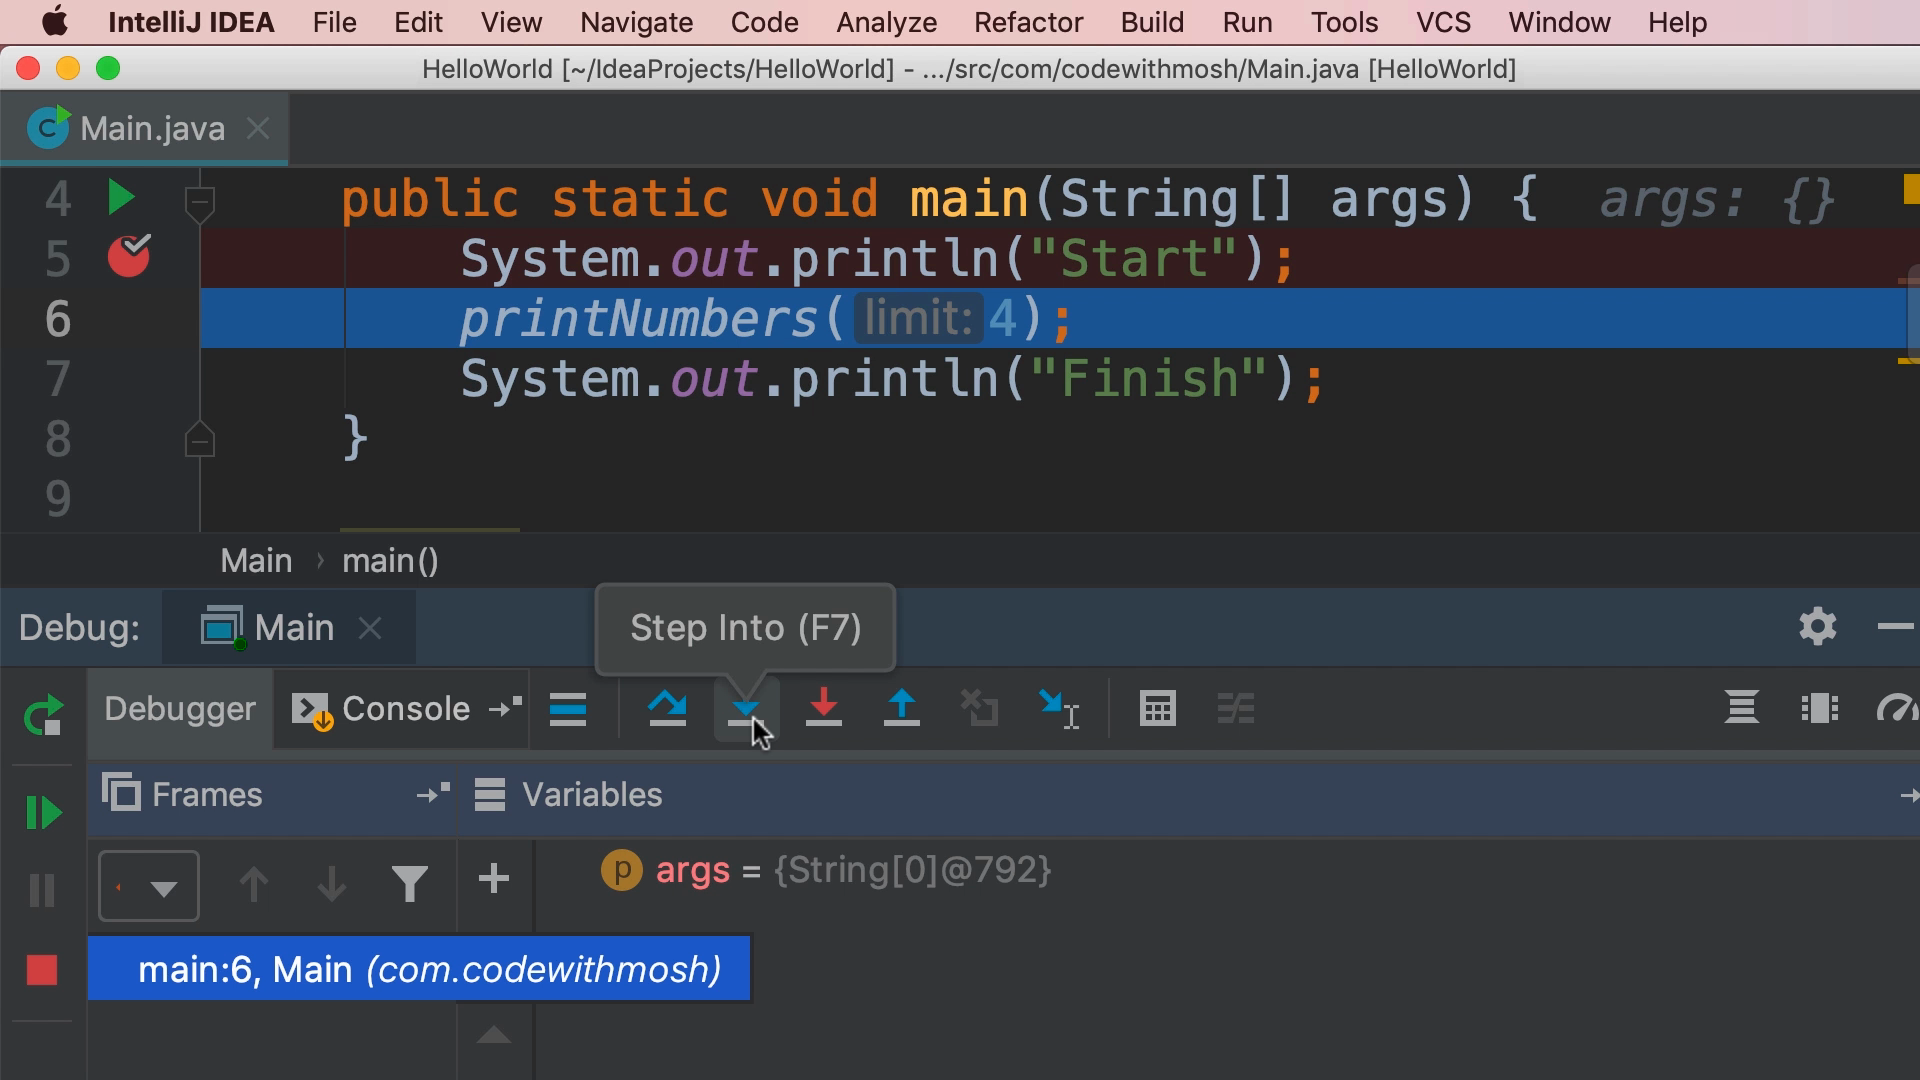 IntelliJ IDEA File Edit View Navigate Code Analyze Refactor Build Run Tools VCS Window Help
HelloWorld [~/IdeaProjects/HelloWorld] - .../src/com/codewithmosh/Main.java [HelloWorld]
C Main.java
4 public static void main(String[] args) { args: {}
5 System.out.println("Start");
6 printNumbers( limit: 4);
7 System.out.println("Finish");
8 }
9
Main › main()
Debug: Main
Step Into (F7)
Debugger Console
Frames Variables
p args = {String[0]@792}
main:6, Main (com.codewithmosh)